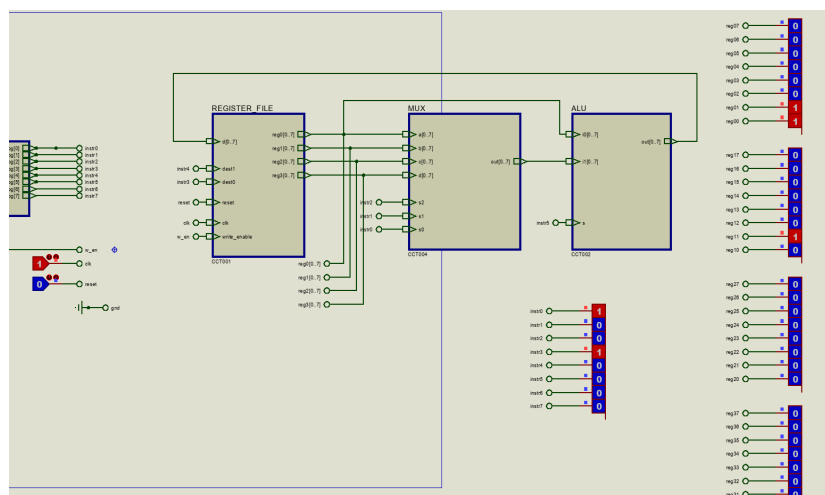 REGISTER_FILE
d[0..7]
dest1
dest0
reset
clk
write_enable
reg0[0..7]
reg1[0..7]
reg2[0..7]
reg3[0..7]
CCT001
instr4
instr3
reset
clk
w_en
MUX
a[0..7]
b[0..7]
c[0..7]
d[0..7]
s2
s1
s0
out[0..7]
CCT004
instr2
instr1
instr0
ALU
i0[0..7]
i1[0..7]
s
out[0..7]
CCT002
instr5
instr0
instr1
instr2
instr3
instr4
instr5
instr6
instr7
w_en
1 clk
0 reset
gnd
reg0[0..7]
reg1[0..7]
reg2[0..7]
reg3[0..7]
instr0 1
instr1 0
instr2 0
instr3 1
instr4 0
instr5 0
instr6 0
instr7 0
reg07 0
reg06 0
reg05 0
reg04 0
reg03 0
reg02 0
reg01 1
reg00 1
reg17 0
reg16 0
reg15 0
reg14 0
reg13 0
reg12 0
reg11 1
reg10 0
reg27 0
reg26 0
reg25 0
reg24 0
reg23 0
reg22 0
reg21 0
reg20 0
reg37 0
reg36 0
reg35 0
reg34 0
reg33 0
reg32 0